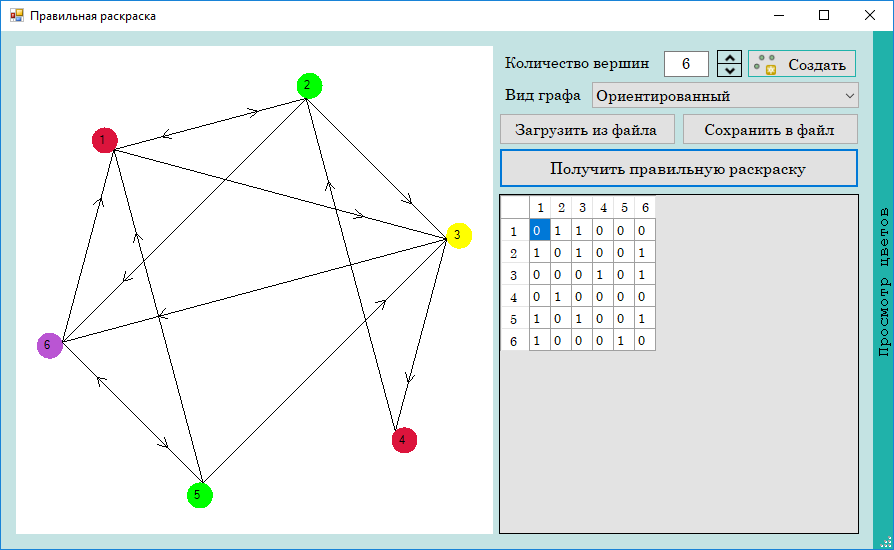 Правильная раскраска
Количество вершин 6 Создать
Вид графа Ориентированный
Загрузить из файла Сохранить в файл
Получить правильную раскраску
1 2 3 4 5 6
1 0 1 1 0 0 0
2 1 0 1 0 0 1
3 0 0 0 1 0 1
4 0 1 0 0 0 0
5 1 0 1 0 0 1
6 1 0 0 0 1 0
Просмотр цветов
2
1
3
6
4
5